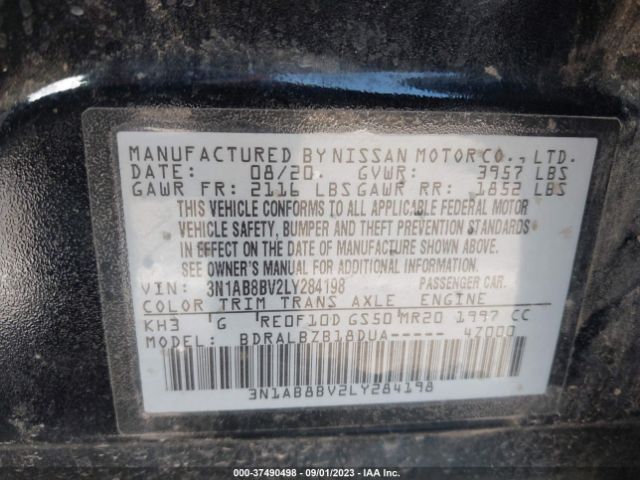 MANUFACTURED BY NISSAN MOTOR CO., LTD.
DATE: 08/20 GVWR: 3957 LBS
GAWR FR: 2116 LBS GAWR RR: 1852 LBS
THIS VEHICLE CONFORMS TO ALL APPLICABLE FEDERAL MOTOR
VEHICLE SAFETY, BUMPER AND THEFT PREVENTION STANDARDS
IN EFFECT ON THE DATE OF MANUFACTURE SHOWN ABOVE.
SEE OWNER'S MANUAL FOR ADDITIONAL INFORMATION.
VIN: 3N1AB8BV2LY284198 PASSENGER CAR
COLOR TRIM TRANS AXLE ENGINE
KH3 G RE0F10D GS50 MR20 1997 CC
MODEL: BDRALBZB18DUA----- 4Z000
3N1AB8BV2LY284198
000-37490498 - 09/01/2023 - IAA Inc.